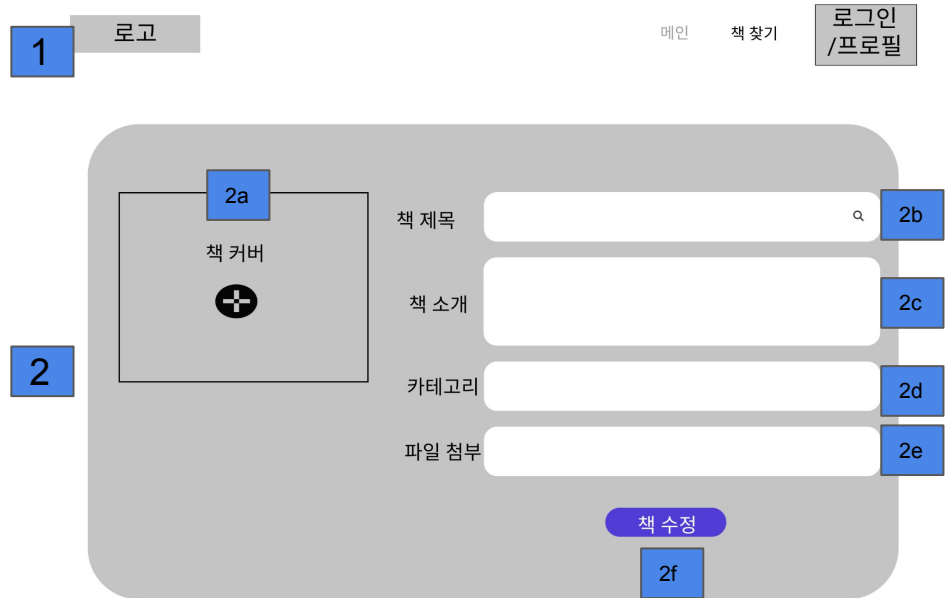 1
로고
메인
책 찾기
로그인
/프로필
2
2a
책 커버
책 제목
2b
책 소개
2c
카테고리
2d
파일 첨부
2e
책 수정
2f